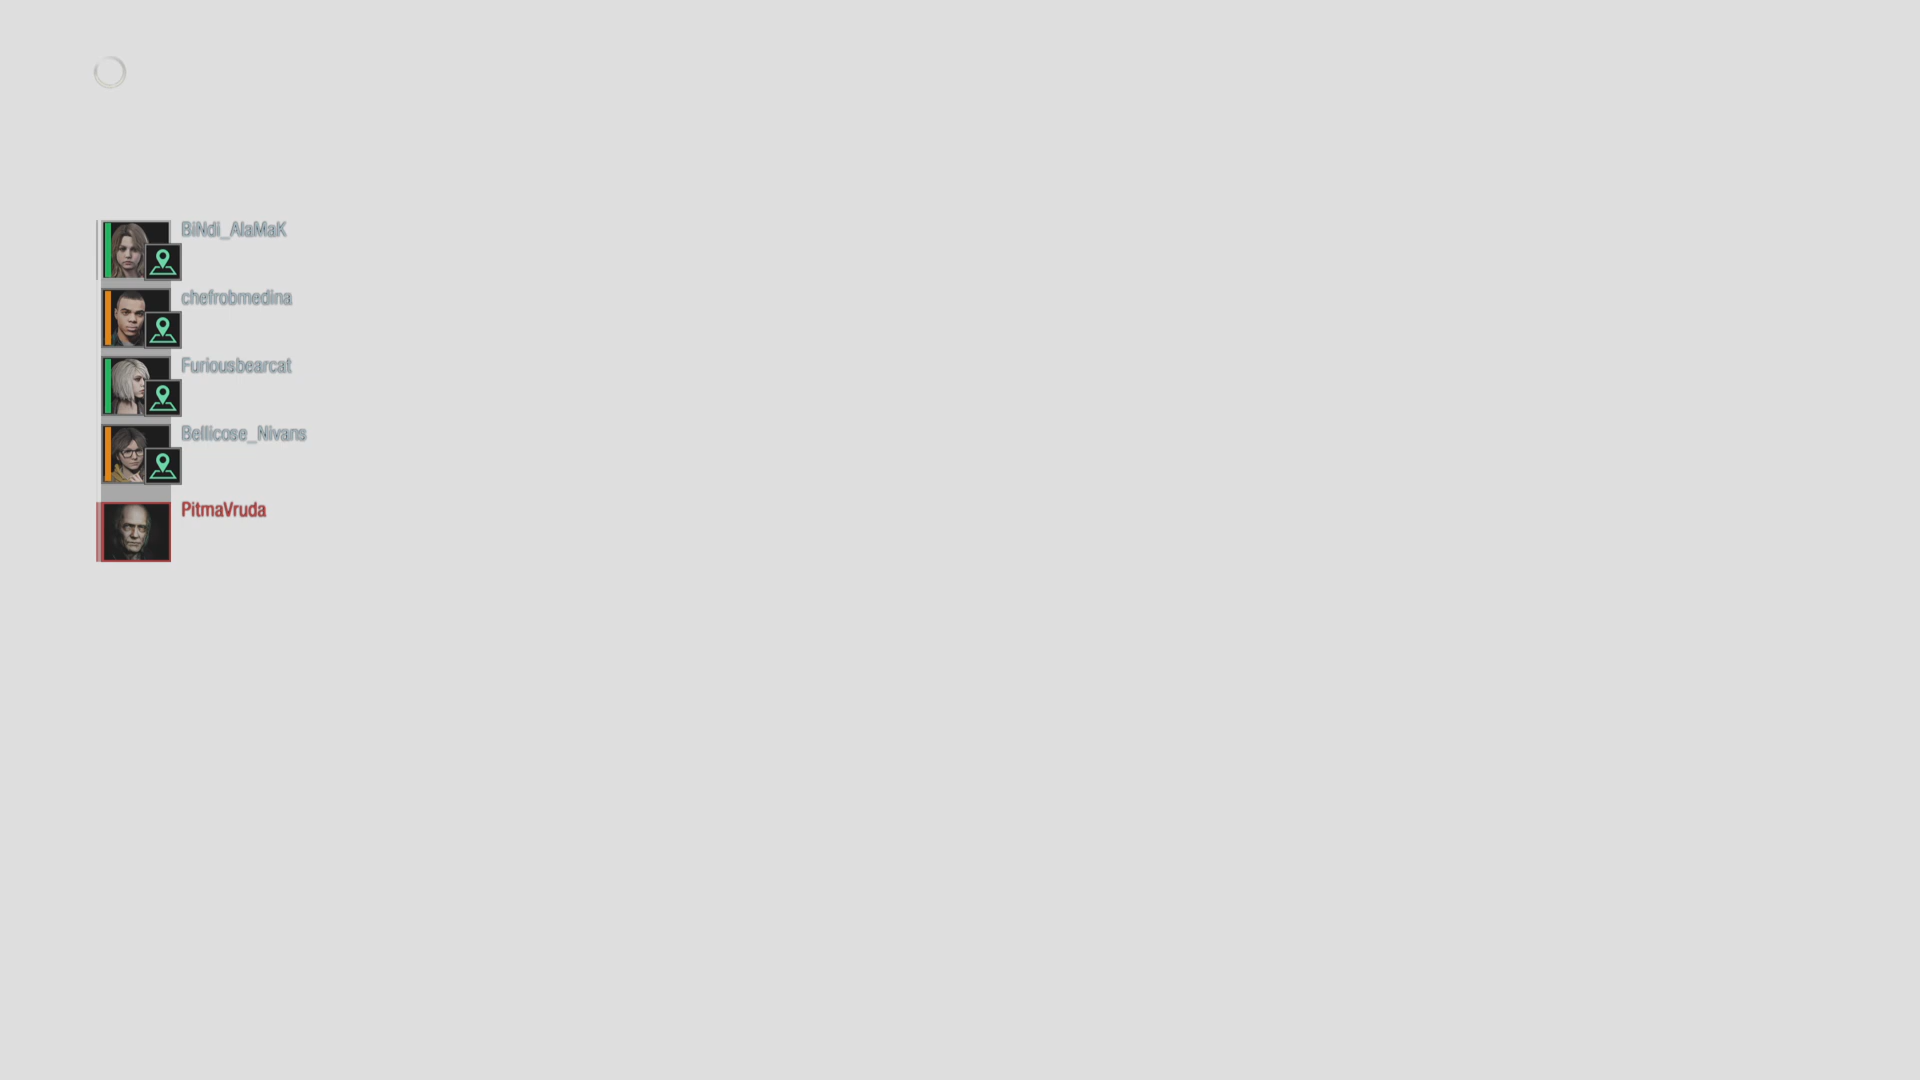 BiNdi_AlaMaK
chefrobmedina
Furiousbearcat
Bellicose_Nivans
PitmaVruda